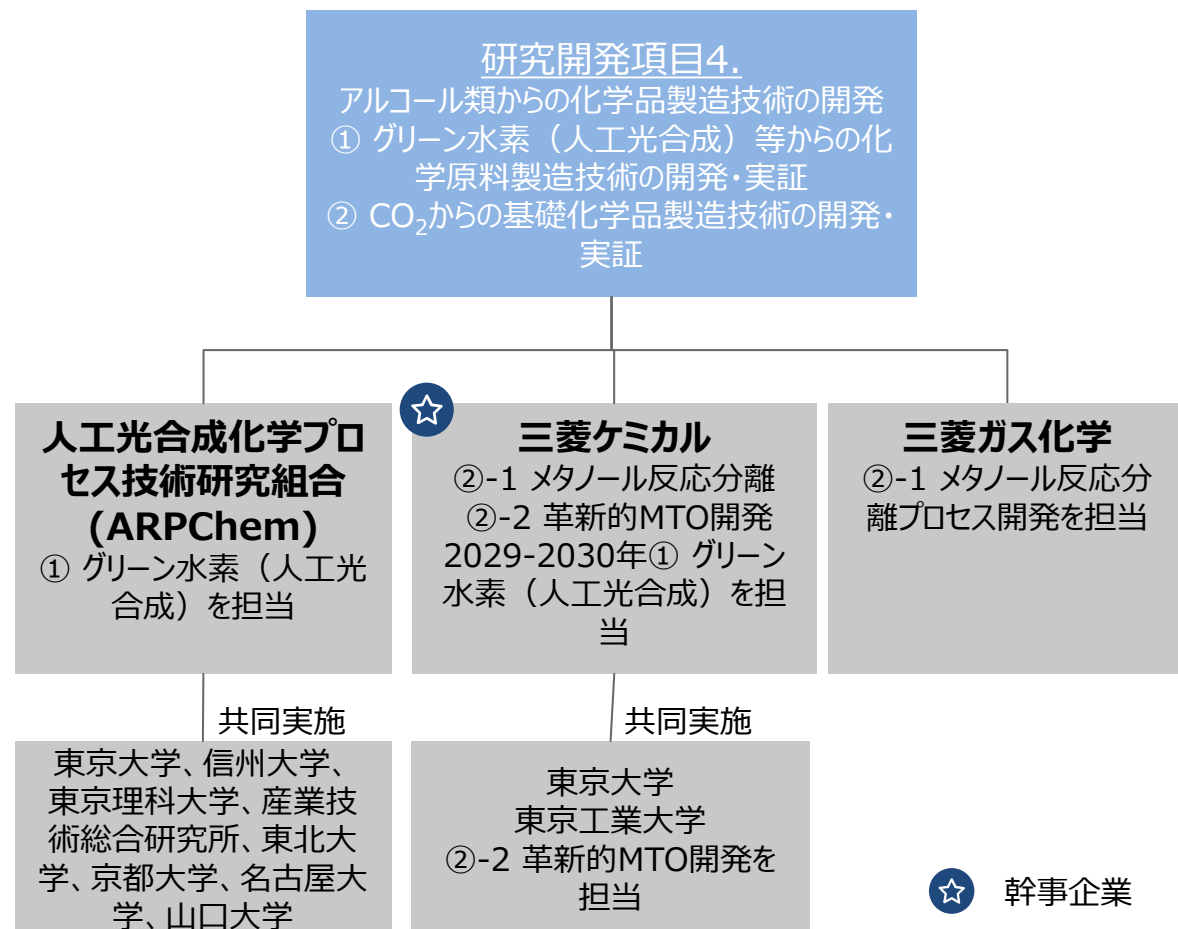 研究開発項目4.
アルコール類からの化学品製造技術の開発
① グリーン水素（人工光合成）等からの化
学原料製造技術の開発・実証
② CO₂からの基礎化学品製造技術の開発・
実証
人工光合成化学プロ
セス技術研究組合
(ARPChem)
① グリーン水素（人工光
合成）を担当
三菱ケミカル
②-1 メタノール反応分離
②-2 革新的MTO開発
2029-2030年① グリーン
水素（人工光合成）を担
当
三菱ガス化学
②-1 メタノール反応分
離プロセス開発を担当
共同実施
東京大学、信州大学、
東京理科大学、産業技
術総合研究所、東北大
学、京都大学、名古屋大
学、山口大学
共同実施
東京大学
東京工業大学
②-2 革新的MTO開発を
担当
幹事企業